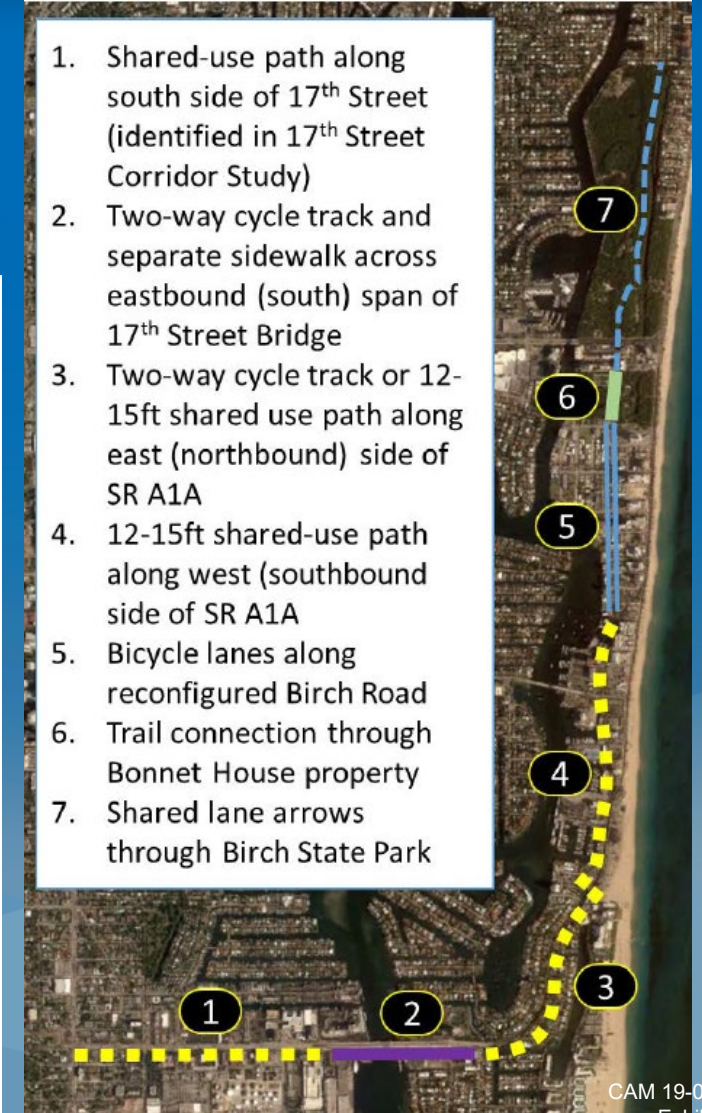 1. Shared-use path along
south side of 17th Street
(identified in 17th Street
Corridor Study)
2. Two-way cycle track and
separate sidewalk across
eastbound (south) span of
17th Street Bridge
3. Two-way cycle track or 12-
15ft shared use path along
east (northbound) side of
SR A1A
4. 12-15ft shared-use path
along west (southbound
side of SR A1A
5. Bicycle lanes along
reconfigured Birch Road
6. Trail connection through
Bonnet House property
7. Shared lane arrows
through Birch State Park
7
6
5
4
3
1
2
CAM 19-0